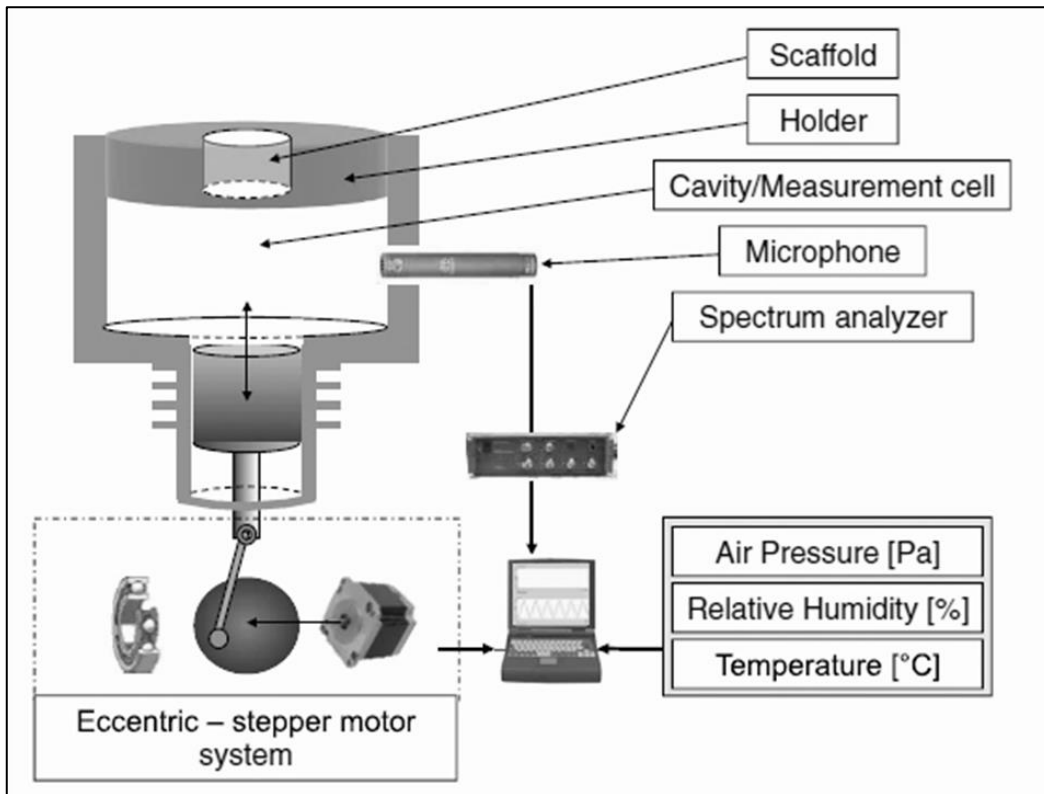 Scaffold
Holder
Cavity/Measurement cell
Microphone
Spectrum analyzer
Air Pressure [Pa]
Relative Humidity [%]
Temperature [°C]
Eccentric – stepper motor
system